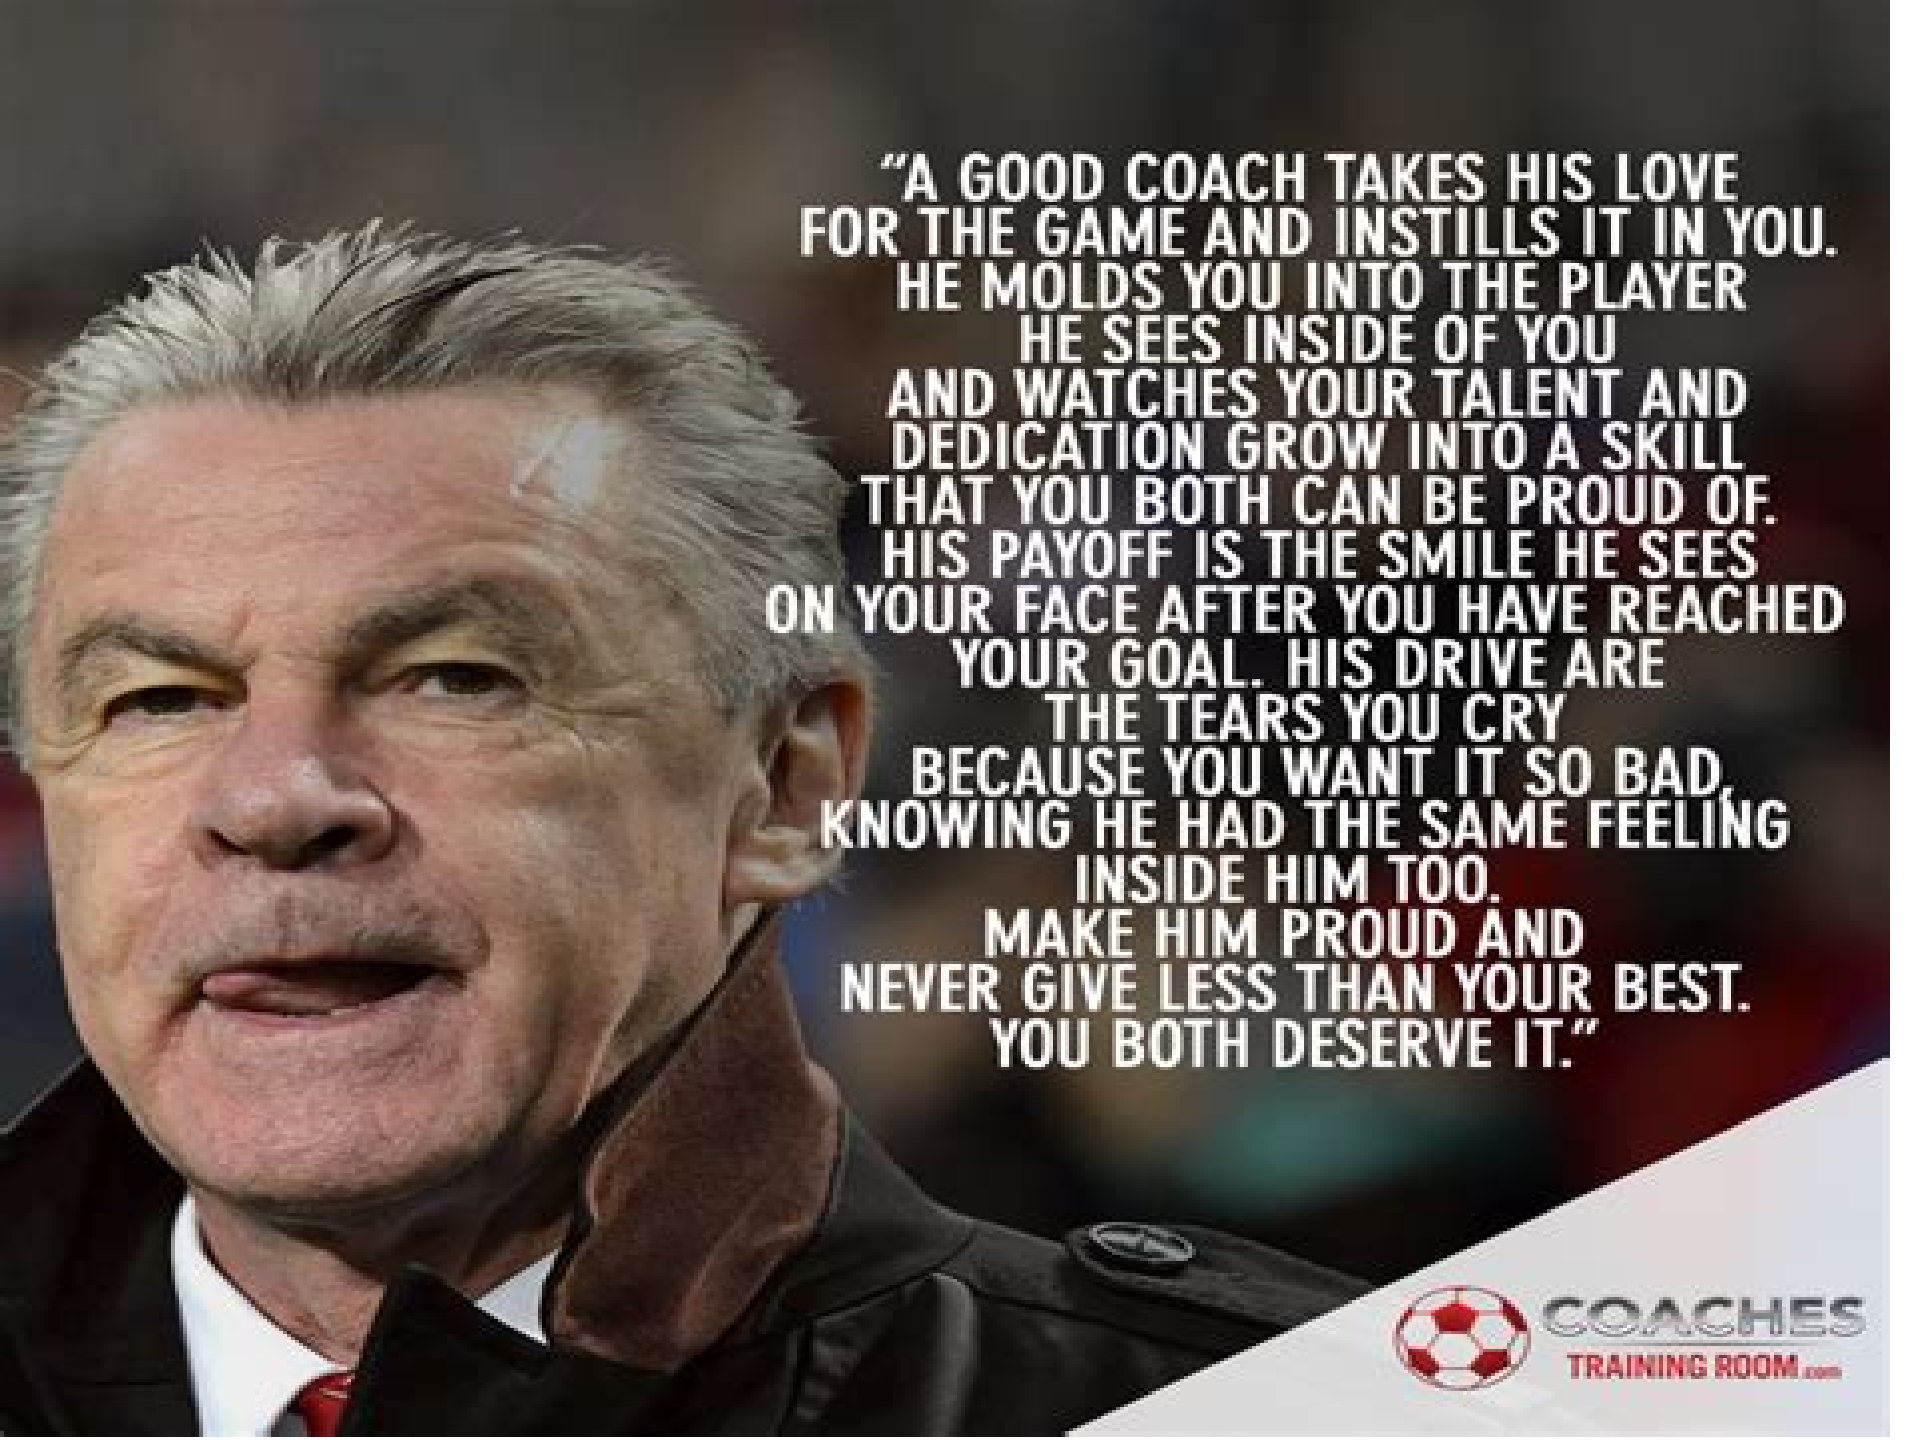 “A GOOD COACH TAKES HIS LOVE
FOR THE GAME AND INSTILLS IT IN YOU.
HE MOLDS YOU INTO THE PLAYER
HE SEES INSIDE OF YOU
AND WATCHES YOUR TALENT AND
DEDICATION GROW INTO A SKILL
THAT YOU BOTH CAN BE PROUD OF.
HIS PAYOFF IS THE SMILE HE SEES
ON YOUR FACE AFTER YOU HAVE REACHED
YOUR GOAL. HIS DRIVE ARE
THE TEARS YOU CRY
BECAUSE YOU WANT IT SO BAD,
KNOWING HE HAD THE SAME FEELING
INSIDE HIM TOO.
MAKE HIM PROUD AND
NEVER GIVE LESS THAN YOUR BEST.
YOU BOTH DESERVE IT.”
COACHES
TRAINING ROOM.com